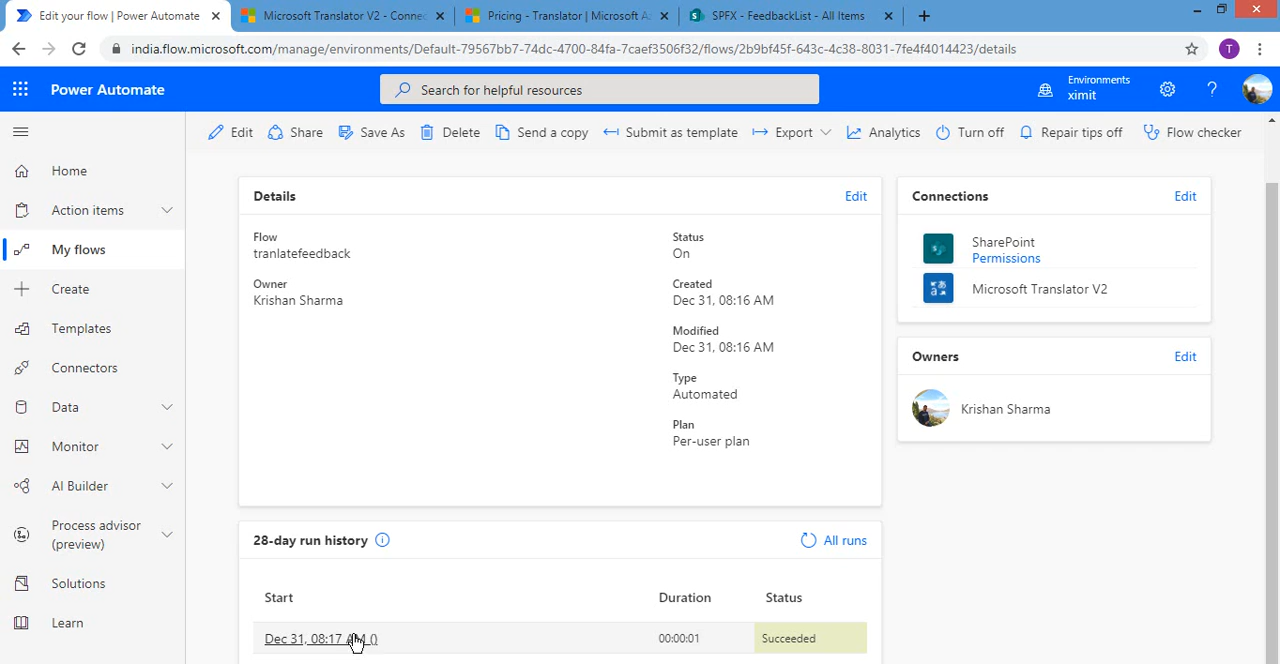 Edit your flow | Power Automate
Microsoft Translator V2 - Connec
Pricing - Translator | Microsoft A
SPFX - FeedbackList - All Items
india.flow.microsoft.com/manage/environments/Default-79567bb7-74dc-4700-84fa-7caef3506f32/flows/2b9bf45f-643c-4c38-8031-7fe4f4014423/details
T
Power Automate
Search for helpful resources
Environments
ximit
Edit
Share
Save As
Delete
Send a copy
Submit as template
Export
Analytics
Turn off
Repair tips off
Flow checker
Home
Action items
My flows
Create
Templates
Connectors
Data
Monitor
AI Builder
Process advisor
(preview)
Solutions
Learn
Details
Edit
Flow
tranlatefeedback
Owner
Krishan Sharma
Status
On
Created
Dec 31, 08:16 AM
Modified
Dec 31, 08:16 AM
Type
Automated
Plan
Per-user plan
Connections
Edit
SharePoint
Permissions
Microsoft Translator V2
Owners
Edit
Krishan Sharma
28-day run history
All runs
Start
Duration
Status
Dec 31, 08:17 AM ()
00:00:01
Succeeded